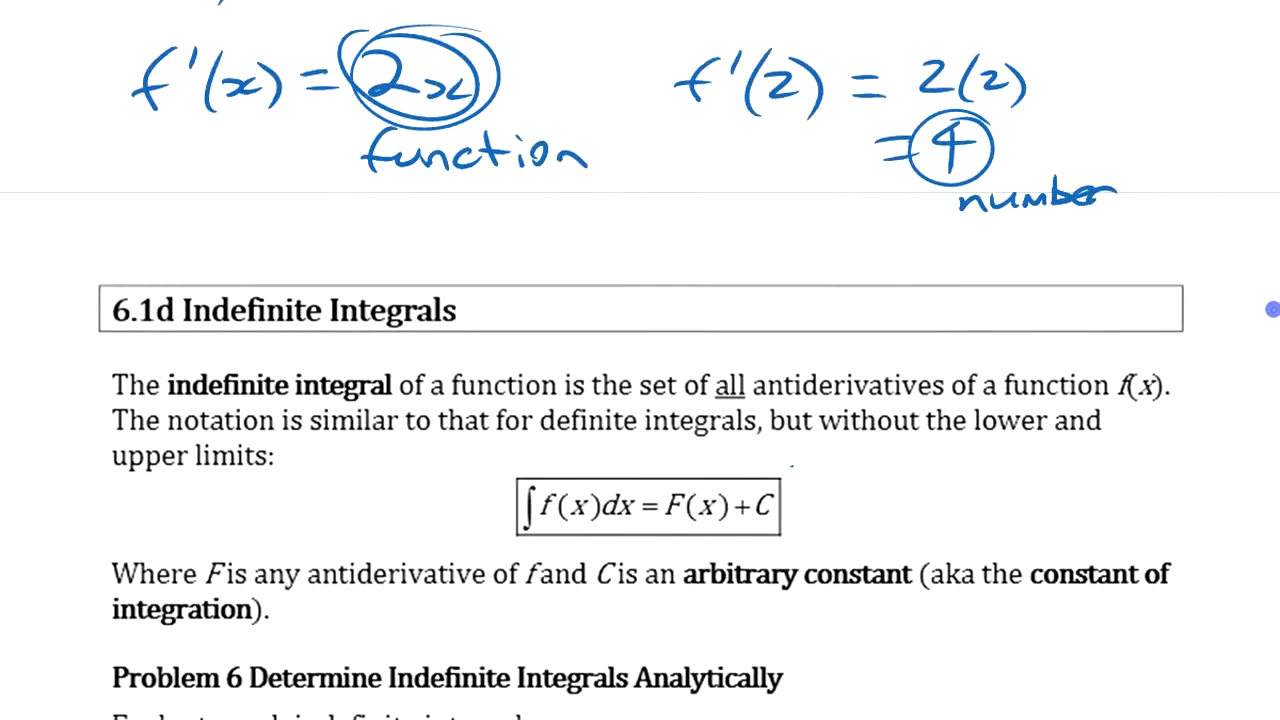 f'(x) = 2x f'(2) = 2(2)
function = 4
number
6.1d Indefinite Integrals
The indefinite integral of a function is the set of all antiderivatives of a function f(x).
The notation is similar to that for definite integrals, but without the lower and
upper limits:
∫f(x)dx = F(x)+C
Where F is any antiderivative of f and C is an arbitrary constant (aka the constant of
integration).
Problem 6 Determine Indefinite Integrals Analytically